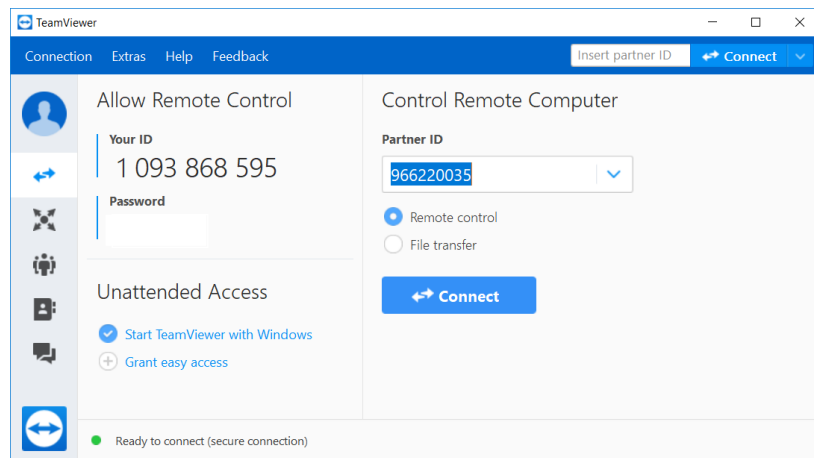 TeamViewer
Connection Extras Help Feedback Insert partner ID Connect
Allow Remote Control
Your ID
1 093 868 595
Password
Unattended Access
Start TeamViewer with Windows
Grant easy access
Control Remote Computer
Partner ID
966220035
Remote control
File transfer
Connect
Ready to connect (secure connection)